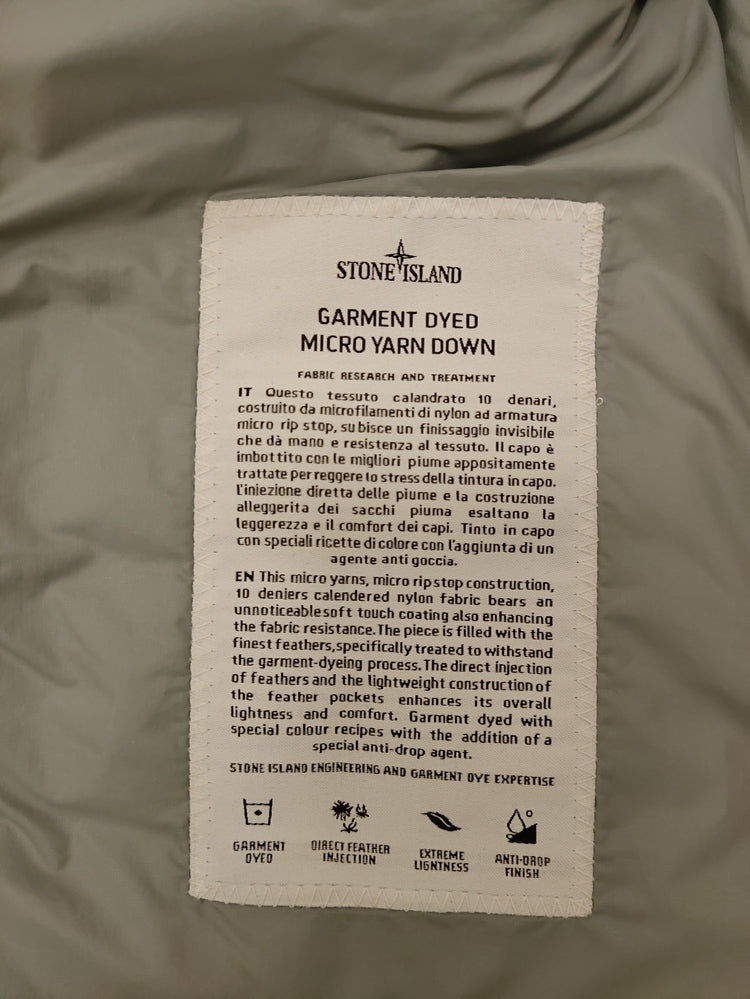 STONE ISLAND
GARMENT DYED
MICRO YARN DOWN
FABRIC RESEARCH AND TREATMENT
IT Questo tessuto calandrato 10 denari,
costruito da microfilamenti di nylon ad armatura
micro rip stop, subisce un finissaggio invisibile
che dà mano e resistenza al tessuto. Il capo è
imbottito con le migliori piume appositamente
trattate per reggere lo stress della tintura in capo.
L'iniezione diretta delle piume e la costruzione
alleggerita dei sacchi piuma esaltano la
leggerezza e il comfort dei capi. Tinto in capo
con speciali ricette di colore con l'aggiunta di un
agente anti goccia.
EN This micro yarns, micro rip stop construction,
10 deniers calendered nylon fabric bears an
unnoticeable soft touch coating also enhancing
the fabric resistance. The piece is filled with the
finest feathers, specifically treated to withstand
the garment-dyeing process. The direct injection
of feathers and the lightweight construction of
the feather pockets enhances its overall
lightness and comfort. Garment dyed with
special colour recipes with the addition of a
special anti-drop agent.
STONE ISLAND ENGINEERING AND GARMENT DYE EXPERTISE
GARMENT DYED
DIRECT FEATHER INJECTION
EXTREME LIGHTNESS
ANTI-DROP FINISH